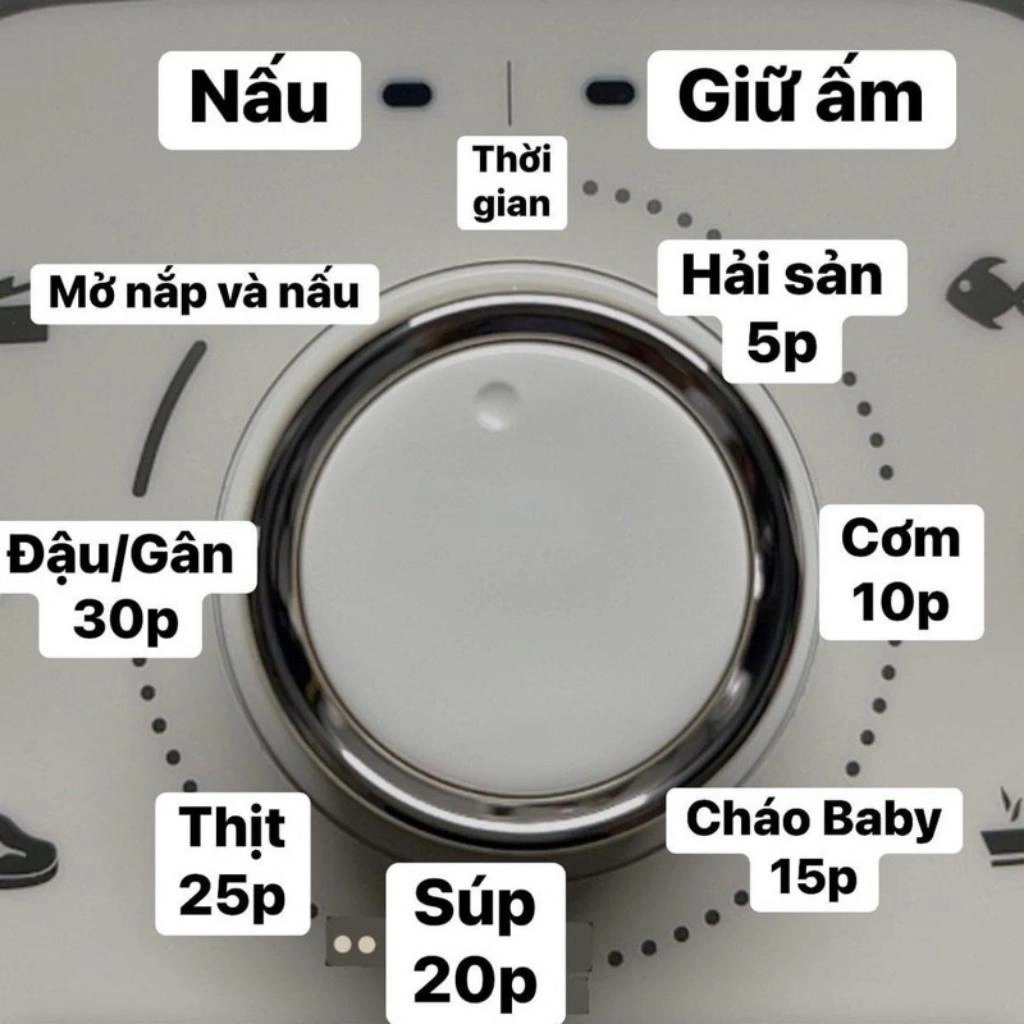 Nấu
Giữ ấm
Thời
gian
Mở nắp và nấu
Hải sản
5p
Đậu/Gân
30p
Cơm
10p
Thịt
25p
Cháo Baby
15p
Súp
20p